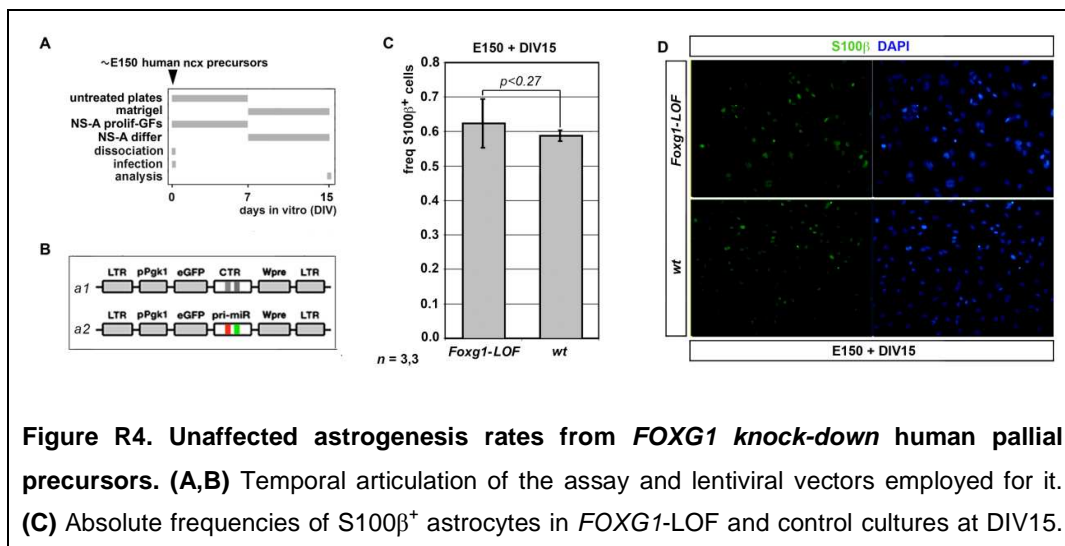 A
~E150 human ncx precursors
untreated plates
matrigel
NS-A prolif-GFs
NS-A differ
dissociation
infection
analysis
0 7 15
days in vitro (DIV)
B
LTR pPgk1 eGFP CTR Wpre LTR
a1
LTR pPgk1 eGFP pri-miR Wpre LTR
a2
C
E150 + DIV15
p<0.27
freq S100β+ cells
0.8
0.7
0.6
0.5
0.4
0.3
0.2
0.1
0.0
Foxg1-LOF wt
n = 3,3
D
S100β DAPI
Foxg1-LOF
wt
E150 + DIV15
Figure R4. Unaffected astrogenesis rates from FOXG1 knock-down human pallial
precursors. (A,B) Temporal articulation of the assay and lentiviral vectors employed for it.
(C) Absolute frequencies of S100β+ astrocytes in FOXG1-LOF and control cultures at DIV15.